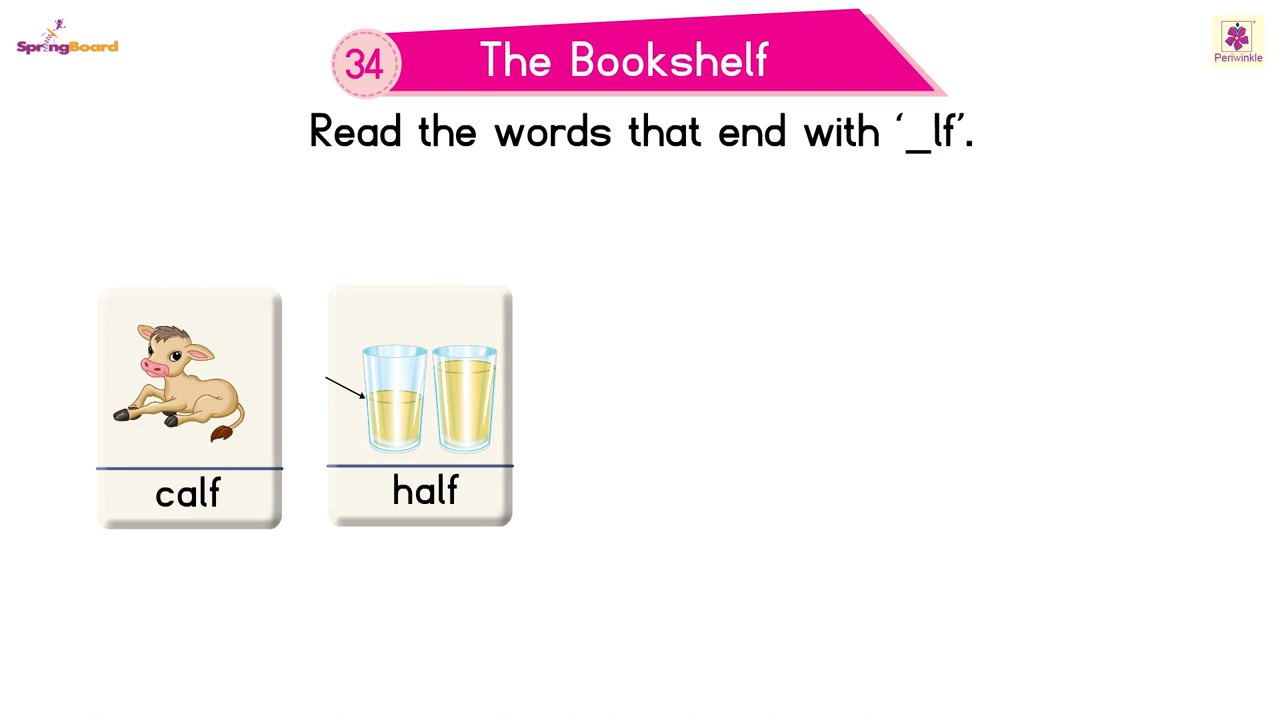 SpringBoard
34 The Bookshelf
Periwinkle
Read the words that end with ‘_lf’.
calf
half